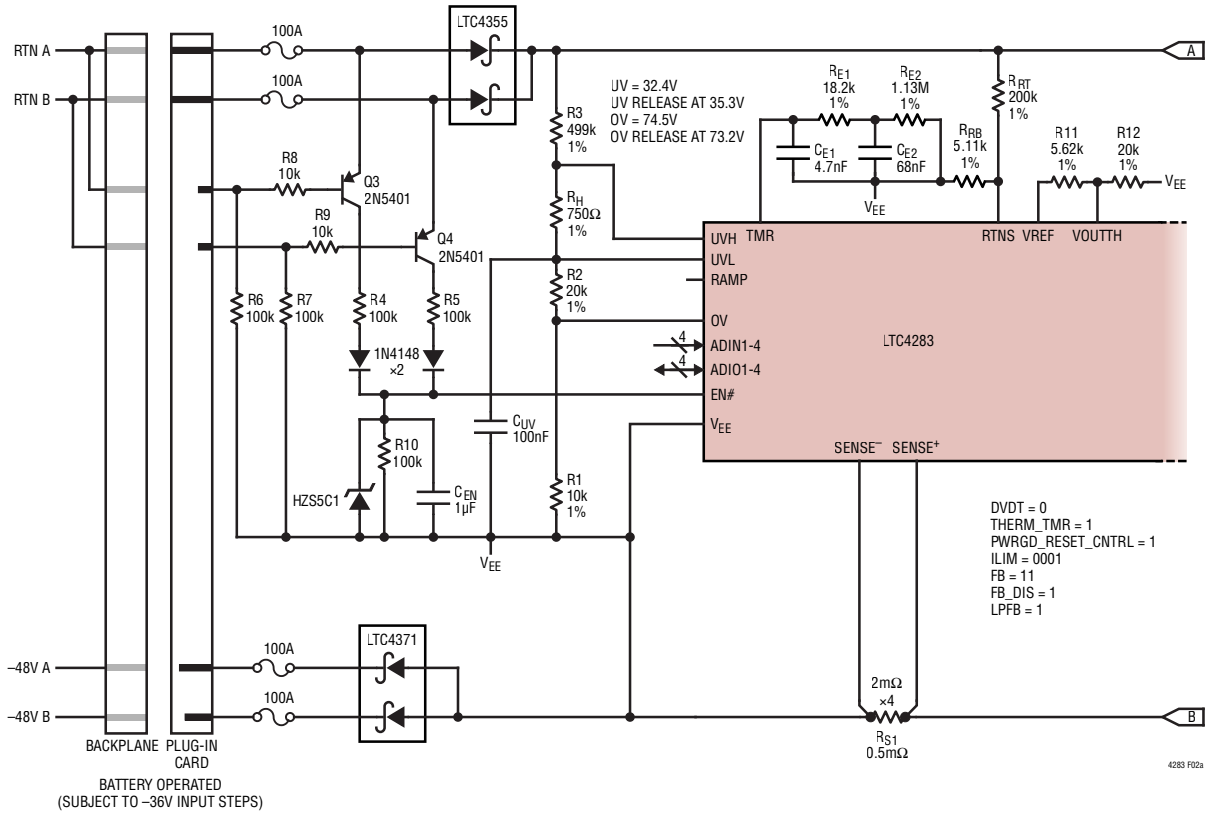 RTN A
RTN B
100A
100A
LTC4355
A
UV = 32.4V
UV RELEASE AT 35.3V
OV = 74.5V
OV RELEASE AT 73.2V
R3
499k
1%
RE1
18.2k
1%
RE2
1.13M
1%
CE1
4.7nF
CE2
68nF
VEE
RRT
200k
1%
RRB
5.11k
1%
R11
5.62k
1%
R12
20k
1%
VEE
R8
10k
Q3
2N5401
R9
10k
Q4
2N5401
RH
750Ω
1%
R2
20k
1%
R6
100k
R7
100k
R4
100k
R5
100k
1N4148
×2
TMR
RTNS
VREF
VOUTTH
UVH
UVL
RAMP
OV
4
ADIN1-4
4
ADIO1-4
EN#
VEE
LTC4283
SENSE–
SENSE+
CUV
100nF
R10
100k
HZS5C1
CEN
1µF
R1
10k
1%
VEE
DVDT = 0
THERM_TMR = 1
PWRGD_RESET_CNTRL = 1
ILIM = 0001
FB = 11
FB_DIS = 1
LPFB = 1
–48V A
–48V B
100A
100A
LTC4371
2mΩ
×4
RS1
0.5mΩ
B
BACKPLANE
PLUG-IN
CARD
BATTERY OPERATED
(SUBJECT TO –36V INPUT STEPS)
4283 F02a